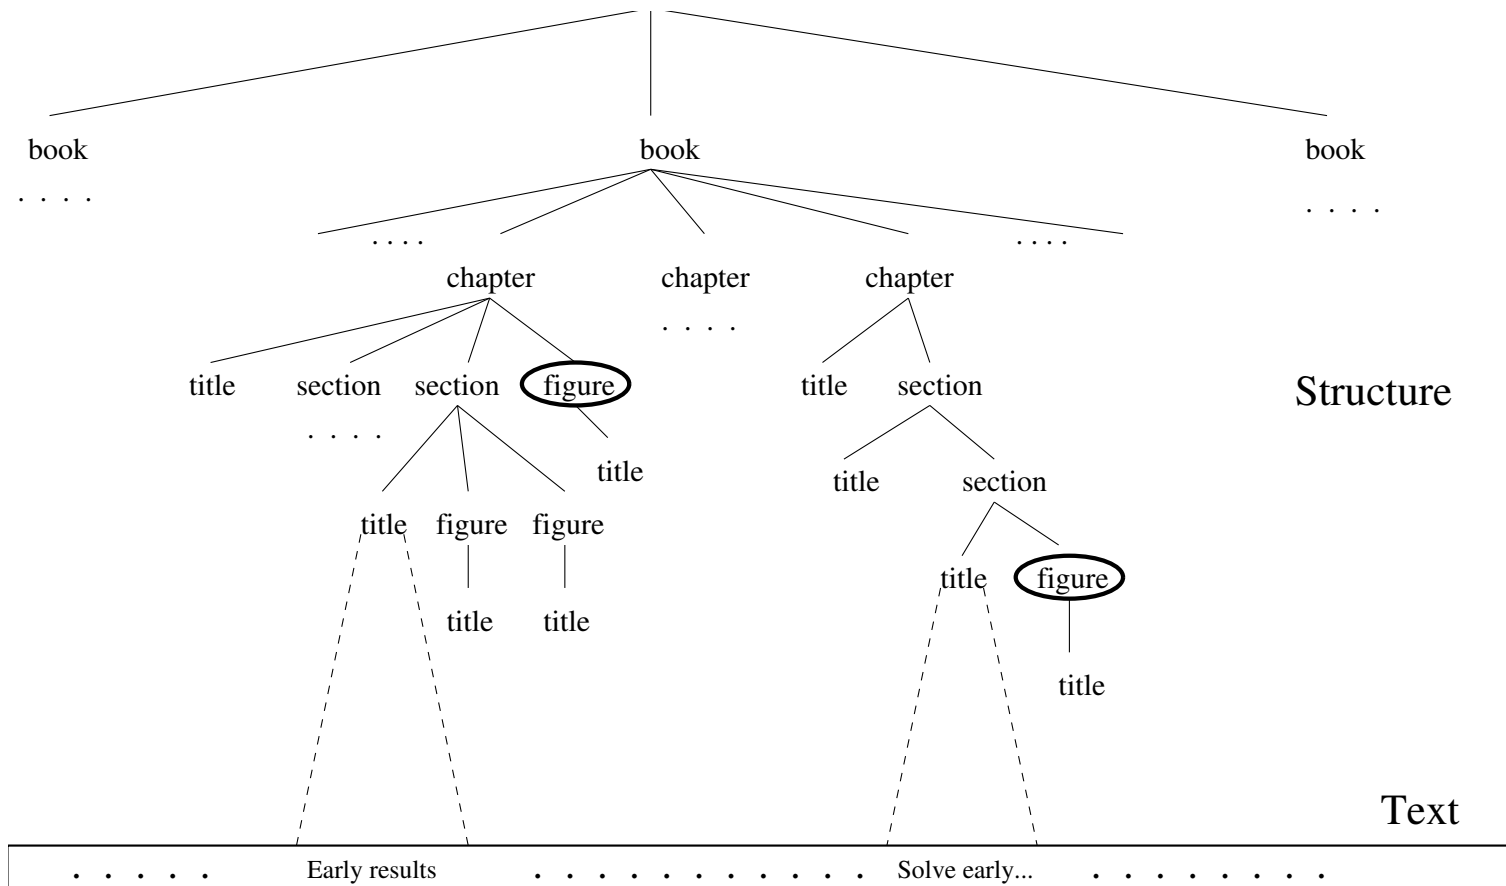 book book book
. . . . . . . .
. . . . . . . .
chapter chapter chapter
. . . .
title section section figure title section
Structure
. . . .
title
title section
title figure figure
title figure
title title
title
Text
. . . . . Early results . . . . . . . . . . . Solve early... . . . . . . . .